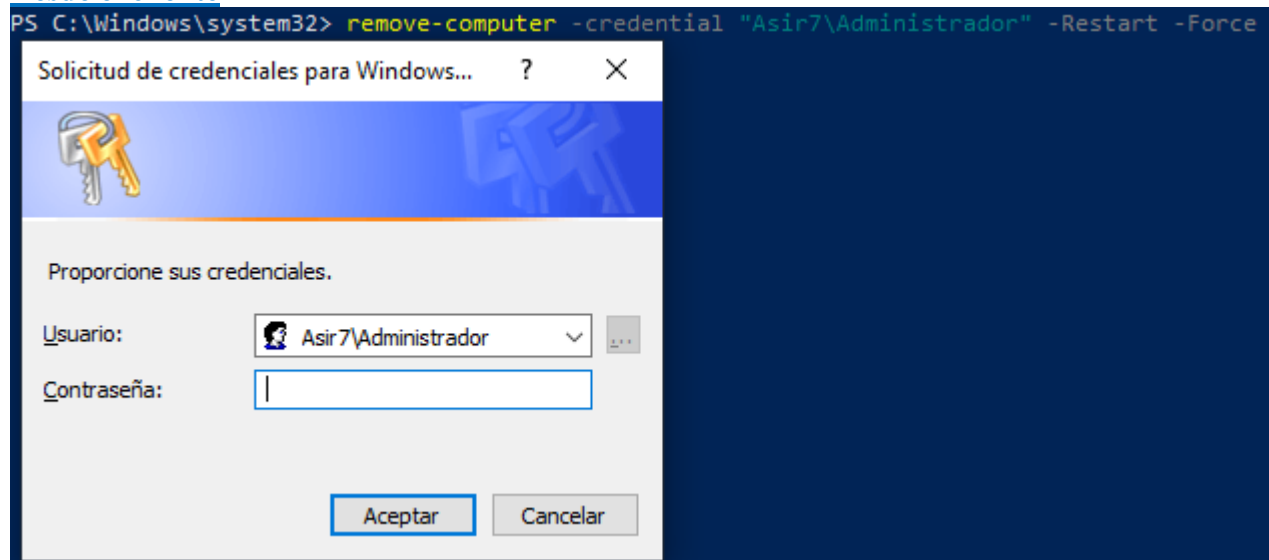 PS C:\Windows\system32> remove-computer -credential "Asir7\Administrador" -Restart -Force
Solicitud de credenciales para Windows... ? X
Proporcione sus credenciales.
Usuario: Asir7\Administrador ...
Contraseña:
Aceptar Cancelar